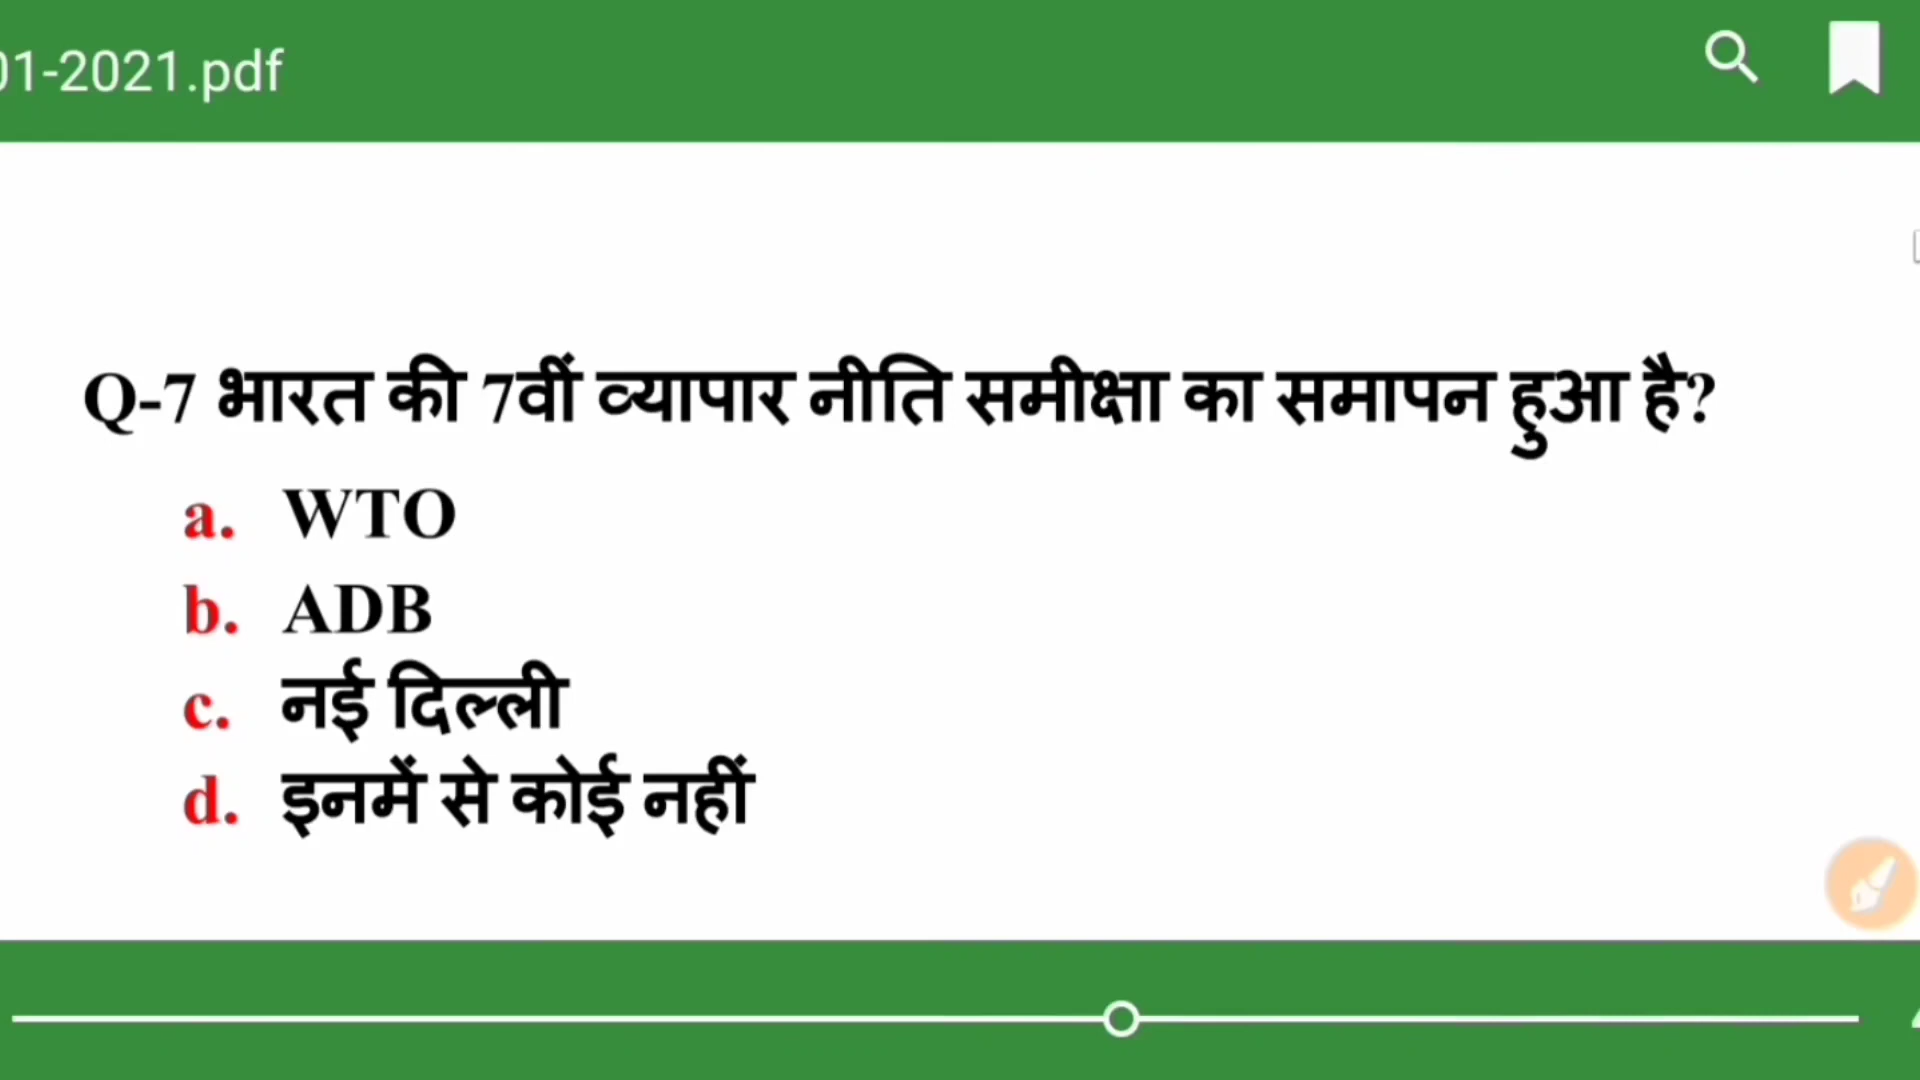 01-2021.pdf
Q-7 भारत की 7वीं व्यापार नीति समीक्षा का समापन हुआ है?
a. WTO
b. ADB
c. नई दिल्ली
d. इनमें से कोई नहीं